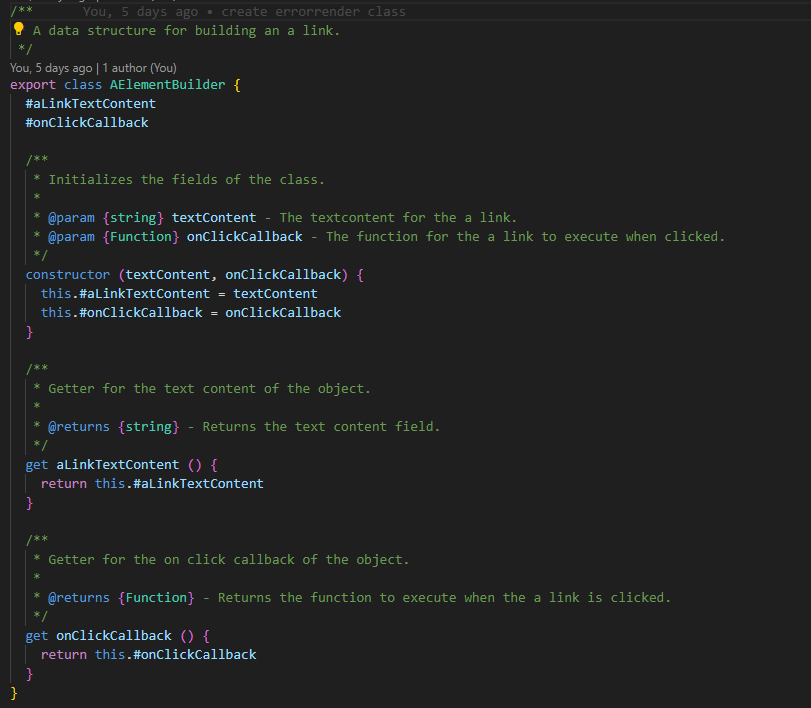 /** You, 5 days ago • create errorrender class
A data structure for building an a link.
*/
You, 5 days ago | 1 author (You)
export class AElementBuilder {
#aLinkTextContent
#onClickCallback
/**
* Initializes the fields of the class.
*
* @param {string} textContent - The textcontent for the a link.
* @param {Function} onClickCallback - The function for the a link to execute when clicked.
*/
constructor (textContent, onClickCallback) {
this.#aLinkTextContent = textContent
this.#onClickCallback = onClickCallback
}
/**
* Getter for the text content of the object.
*
* @returns {string} - Returns the text content field.
*/
get aLinkTextContent () {
return this.#aLinkTextContent
}
/**
* Getter for the on click callback of the object.
*
* @returns {Function} - Returns the function to execute when the a link is clicked.
*/
get onClickCallback () {
return this.#onClickCallback
}
}